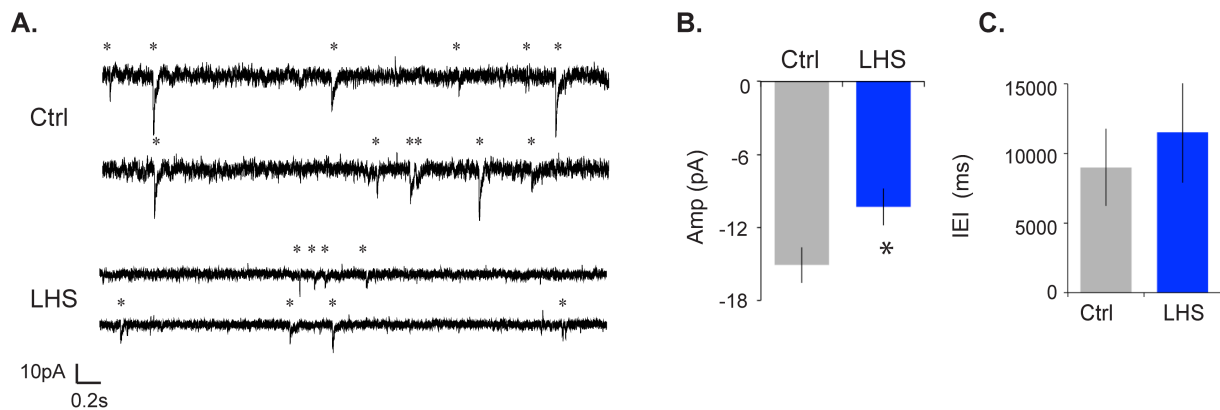 A.
* * * * * *
Ctrl
* * ** * *
* * * *
LHS
* * * *
10pA
0.2s
B.
Ctrl LHS
0
-6
-12
-18
Amp (pA)
*
C.
15000
10000
5000
0
IEI (ms)
Ctrl LHS